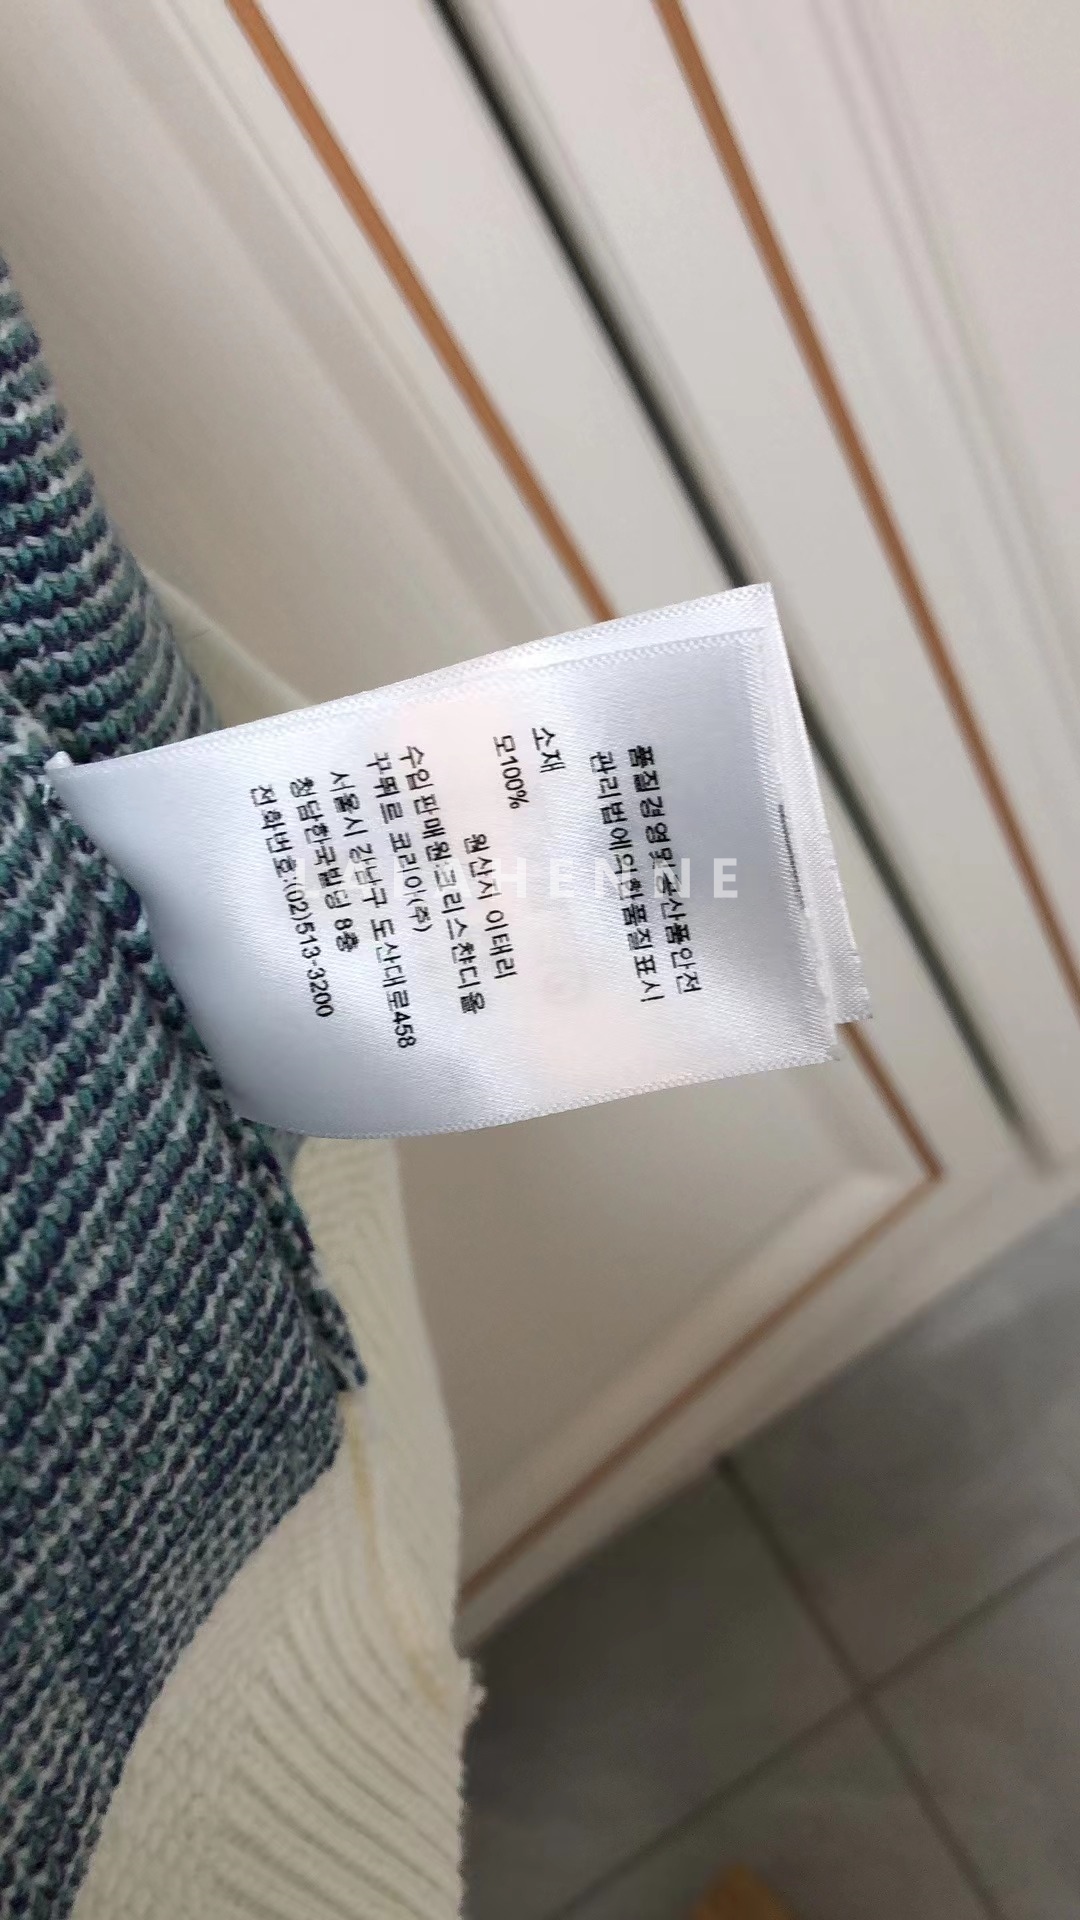 품질경영및공산품안전
관리법에의한품질표시
소재
모100%
원산지 이태리
수입판매원:크리스챤디올
꾸뛰르 코리아(주)
서울시 강남구 도산대로458
청담한국빌딩 8층
전화번호:(02)513-3200